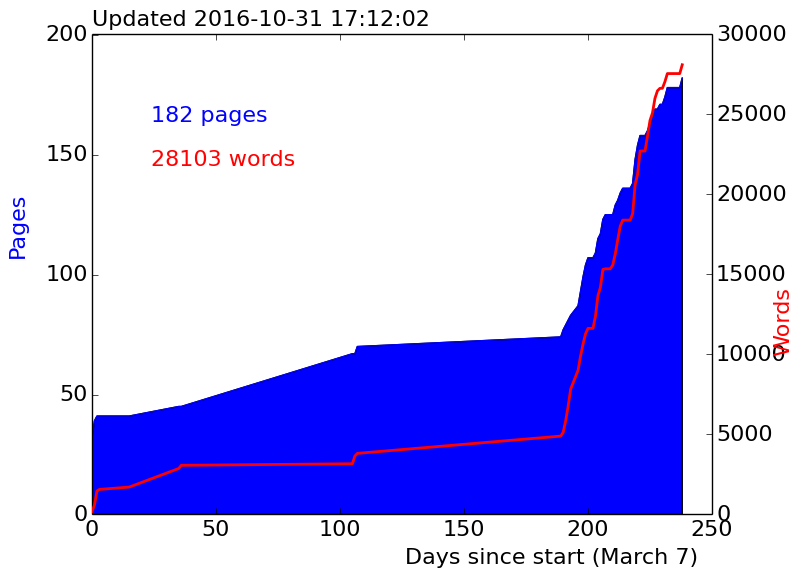 Updated 2016-10-31 17:12:02
200
150
100
50
0
Pages
182 pages
28103 words
30000
25000
20000
15000
10000
5000
0
Words
0 50 100 150 200 250
Days since start (March 7)